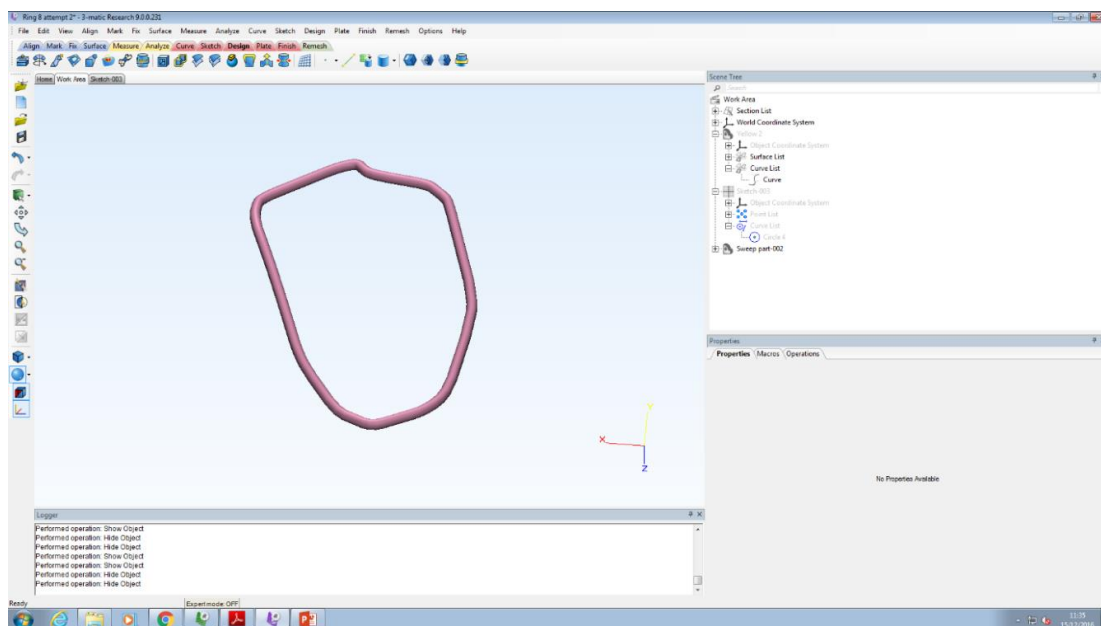 Ring 8 attempt 2* - 3-matic Research 9.0.0.231
File Edit View Align Mark Fix Surface Measure Analyze Curve Sketch Design Plate Finish Remesh Options Help
Align Mark Fix Surface Measure Analyze Curve Sketch Design Plate Finish Remesh
Home Work Area Sketch-003
Scene Tree
Search
Work Area
Section List
World Coordinate System
Yellow 2
Object Coordinate System
Surface List
Curve List
Curve
Sketch-003
Object Coordinate System
Point List
Curve List
Circle 4
Sweep part-002
Y
X
Z
Properties
Properties Macros Operations
No Properties Available
Logger
Performed operation: Show Object
Performed operation: Hide Object
Performed operation: Hide Object
Performed operation: Show Object
Performed operation: Show Object
Performed operation: Hide Object
Performed operation: Hide Object
Ready
Expertmode: OFF
11:35